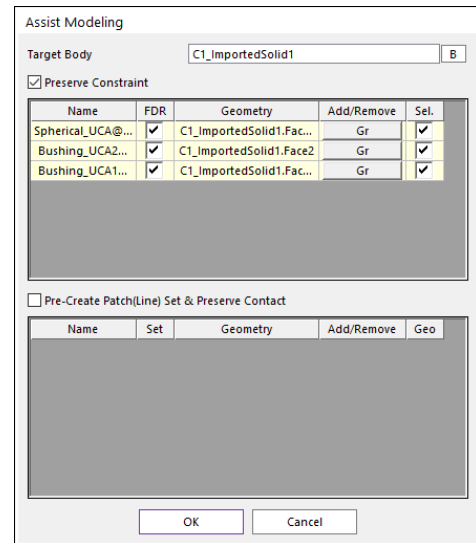 Assist Modeling
Target Body C1_ImportedSolid1 B
Preserve Constraint
Name FDR Geometry Add/Remove Sel.
Spherical_UCA@... C1_ImportedSolid1.Fac... Gr
Bushing_UCA2... C1_ImportedSolid1.Face2 Gr
Bushing_UCA1... C1_ImportedSolid1.Fac... Gr
Pre-Create Patch(Line) Set & Preserve Contact
Name Set Geometry Add/Remove Geo
OK Cancel